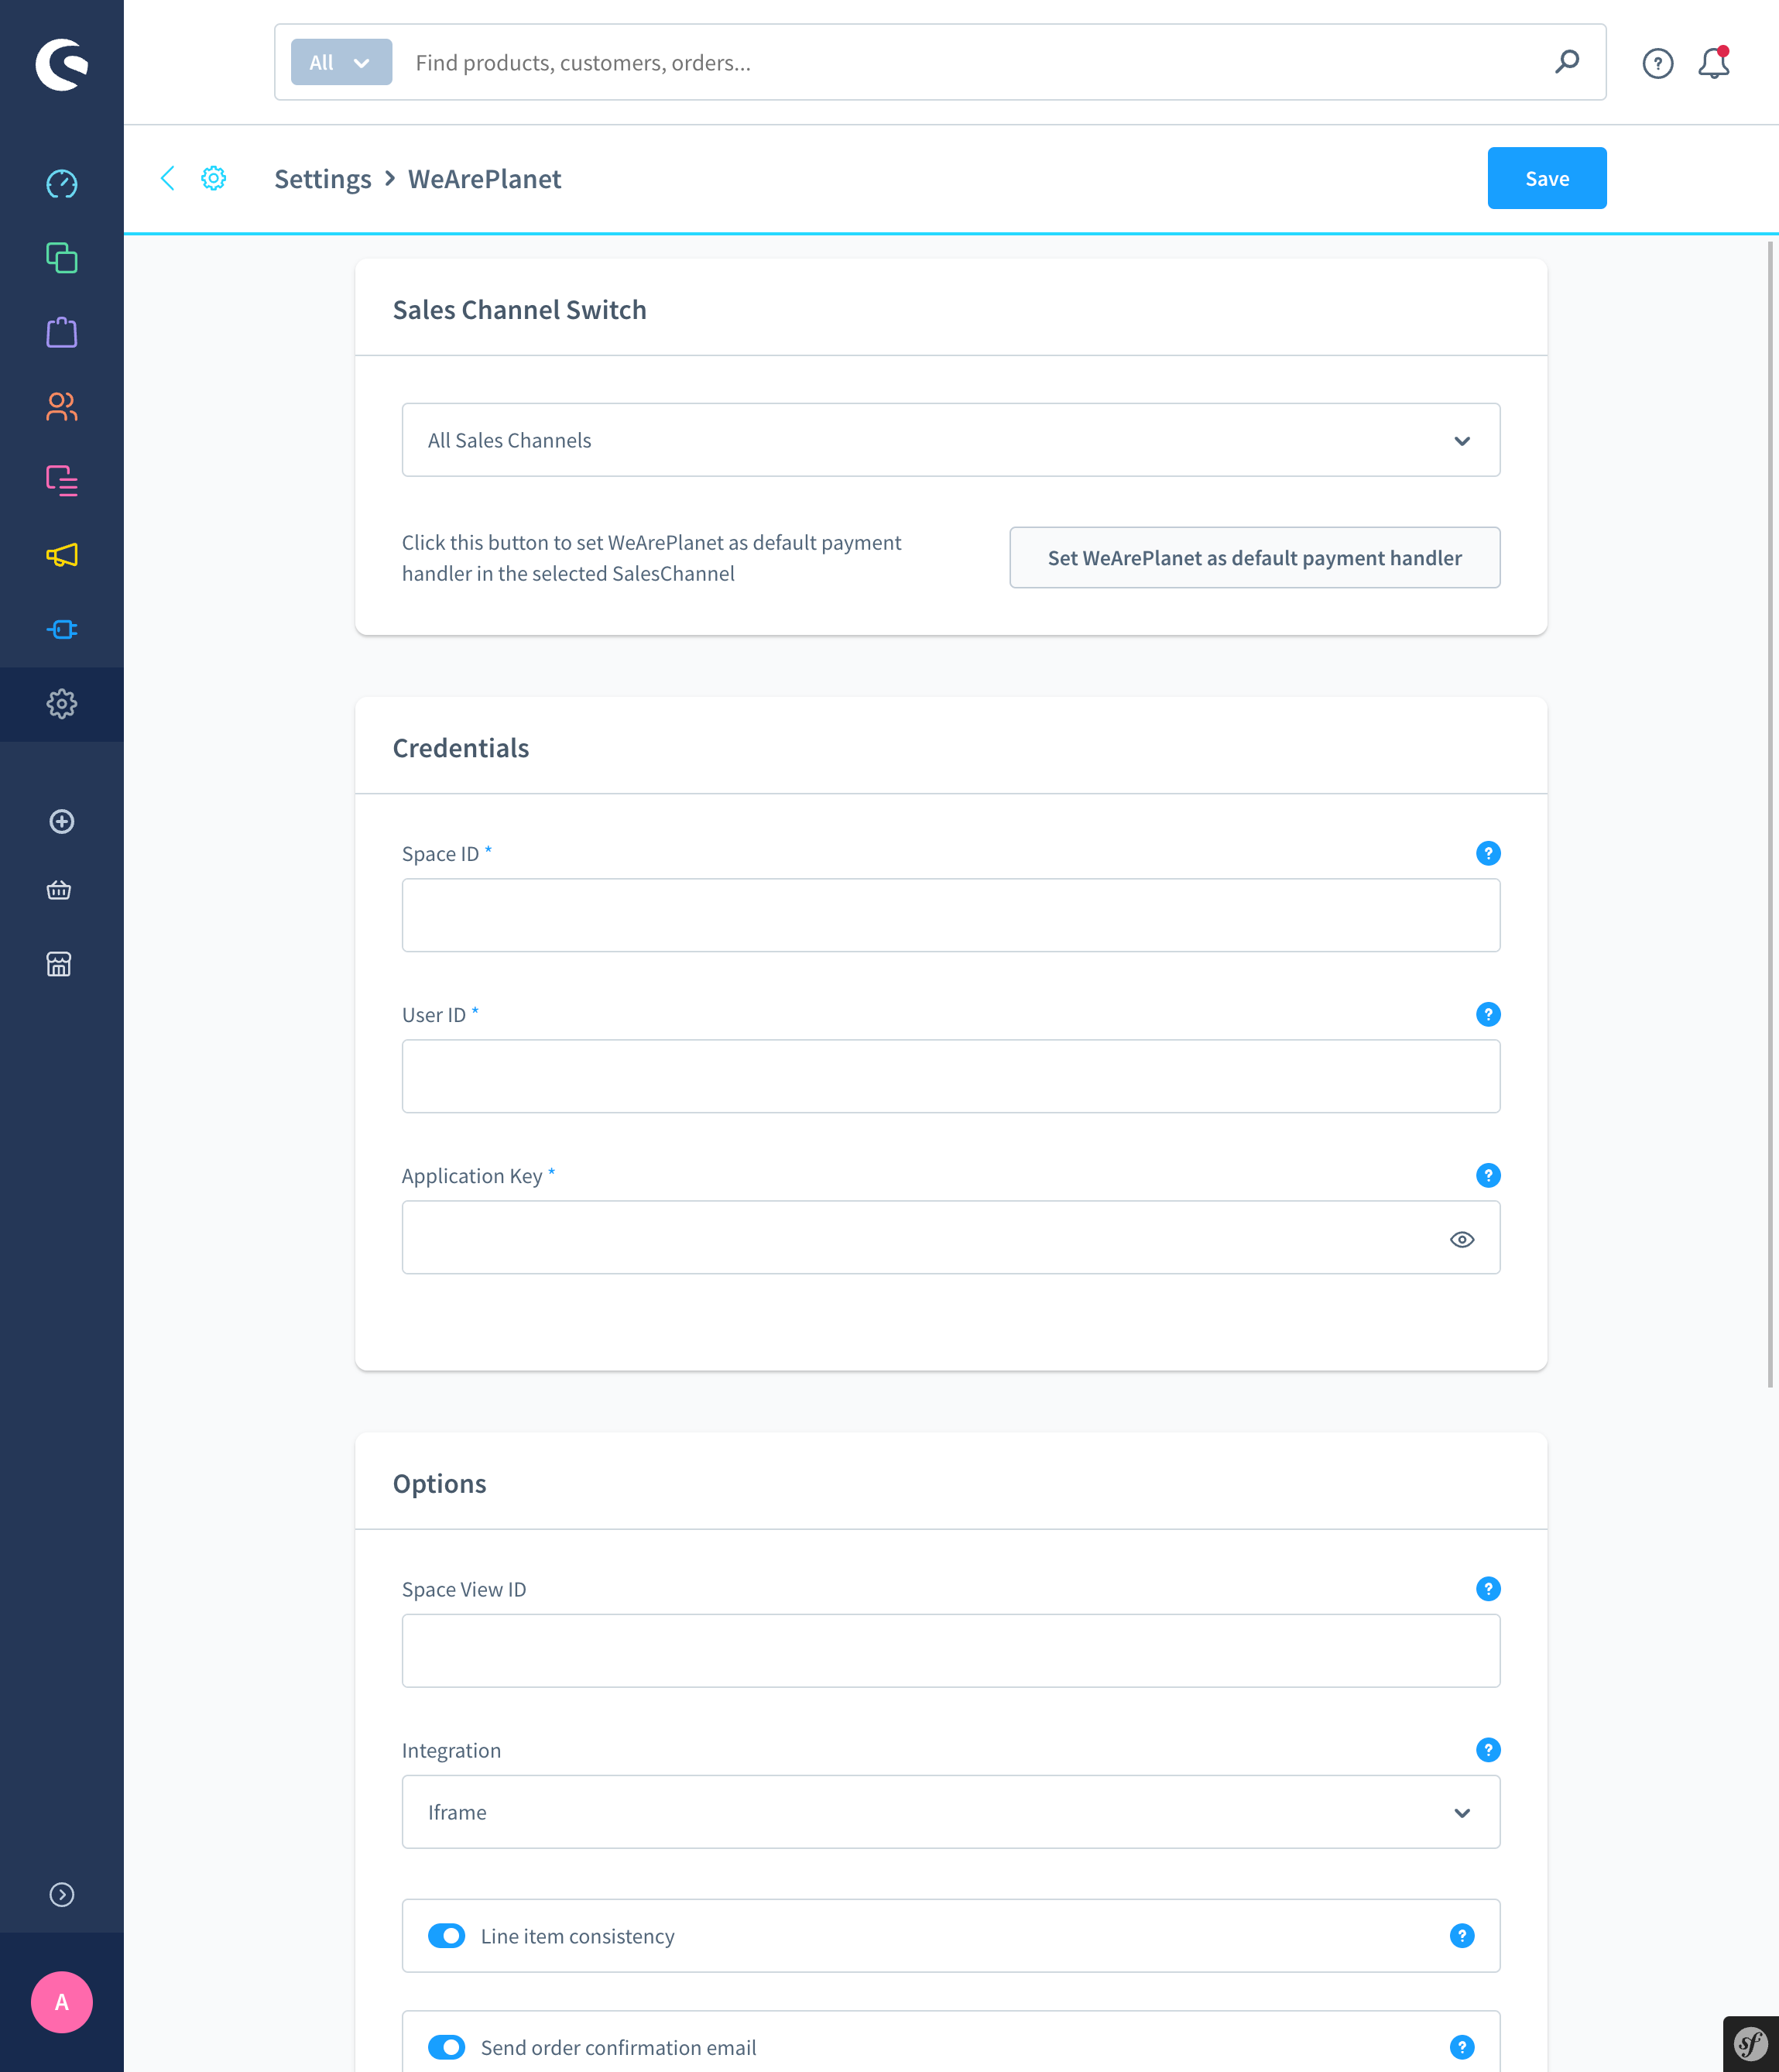 All
Find products, customers, orders...
Settings > WeArePlanet
Save
Sales Channel Switch
All Sales Channels
Click this button to set WeArePlanet as default payment
handler in the selected SalesChannel
Set WeArePlanet as default payment handler
Credentials
Space ID *
User ID *
Application Key *
Options
Space View ID
Integration
Iframe
Line item consistency
Send order confirmation email
A
sf